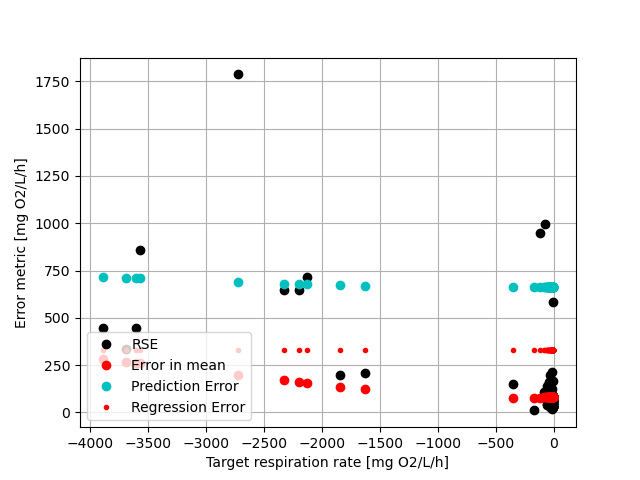 1750
1500
1250
1000
750
500
250
0
Error metric [mg O2/L/h]
RSE
Error in mean
Prediction Error
Regression Error
−4000 −3500 −3000 −2500 −2000 −1500 −1000 −500 0
Target respiration rate [mg O2/L/h]